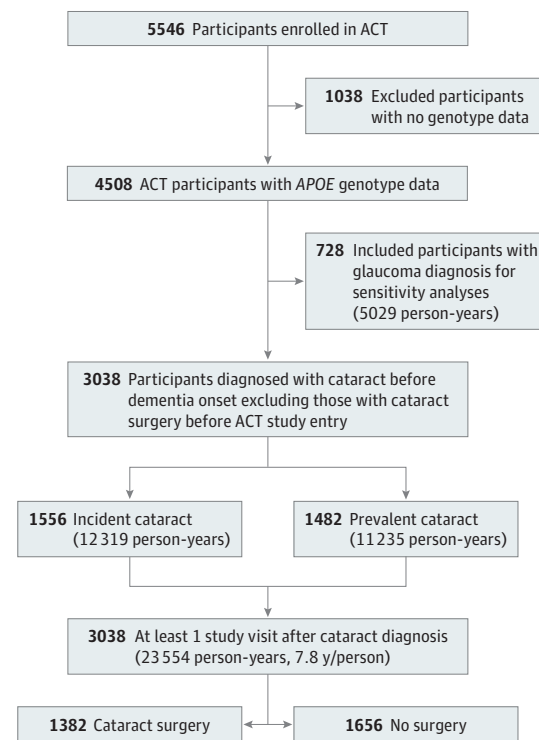 5546 Participants enrolled in ACT
1038 Excluded participants
with no genotype data
4508 ACT participants with APOE genotype data
728 Included participants with
glaucoma diagnosis for
sensitivity analyses
(5029 person-years)
3038 Participants diagnosed with cataract before
dementia onset excluding those with cataract
surgery before ACT study entry
1556 Incident cataract
(12 319 person-years)
1482 Prevalent cataract
(11 235 person-years)
3038 At least 1 study visit after cataract diagnosis
(23 554 person-years, 7.8 y/person)
1382 Cataract surgery
1656 No surgery